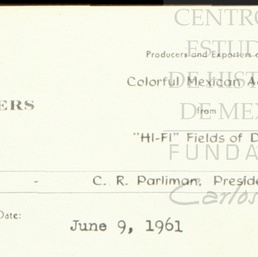 CENTRO
Producers and Exporters
ESTUD
Colorful Mexican
DE HIST
ERS
from
DE MEX
"HI-FI" Fields of D
FUNDA
C. R. Parliman, Presid
Carlos
Date:
June 9, 1961